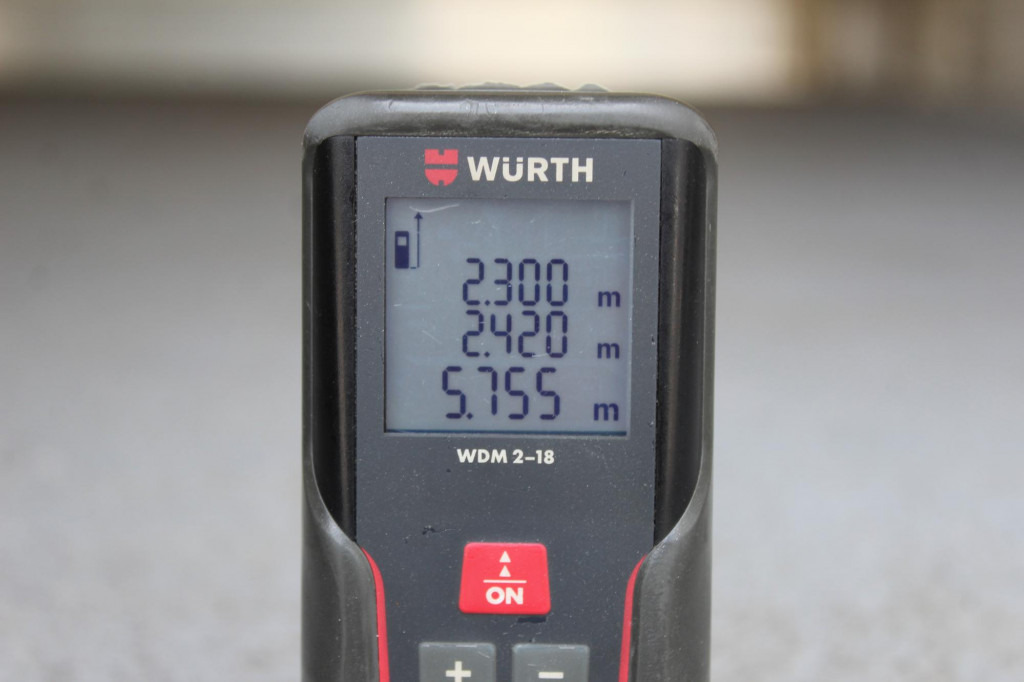 WÜRTH
2.300 m
2.420 m
5.755 m
WDM 2-18
ON
+ −